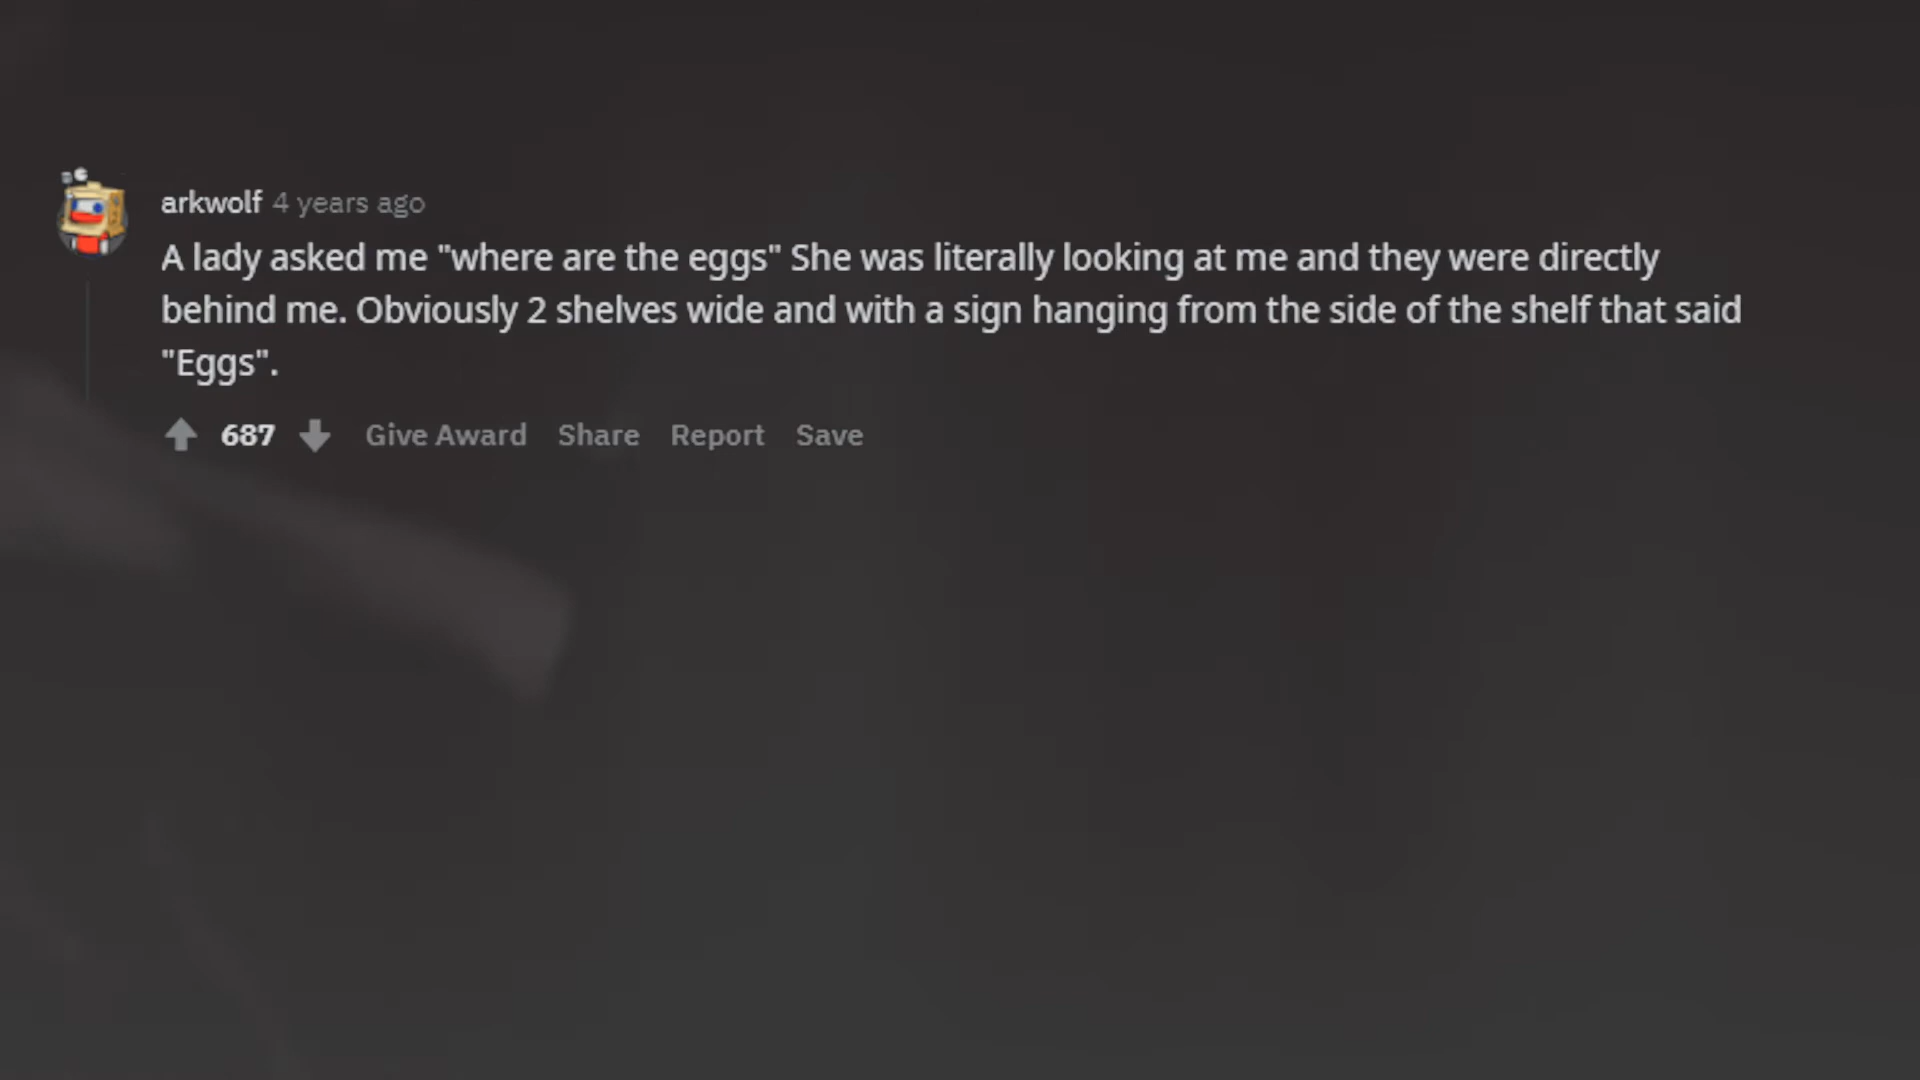 arkwolf 4 years ago
A lady asked me "where are the eggs" She was literally looking at me and they were directly
behind me. Obviously 2 shelves wide and with a sign hanging from the side of the shelf that said
"Eggs".
687 Give Award Share Report Save